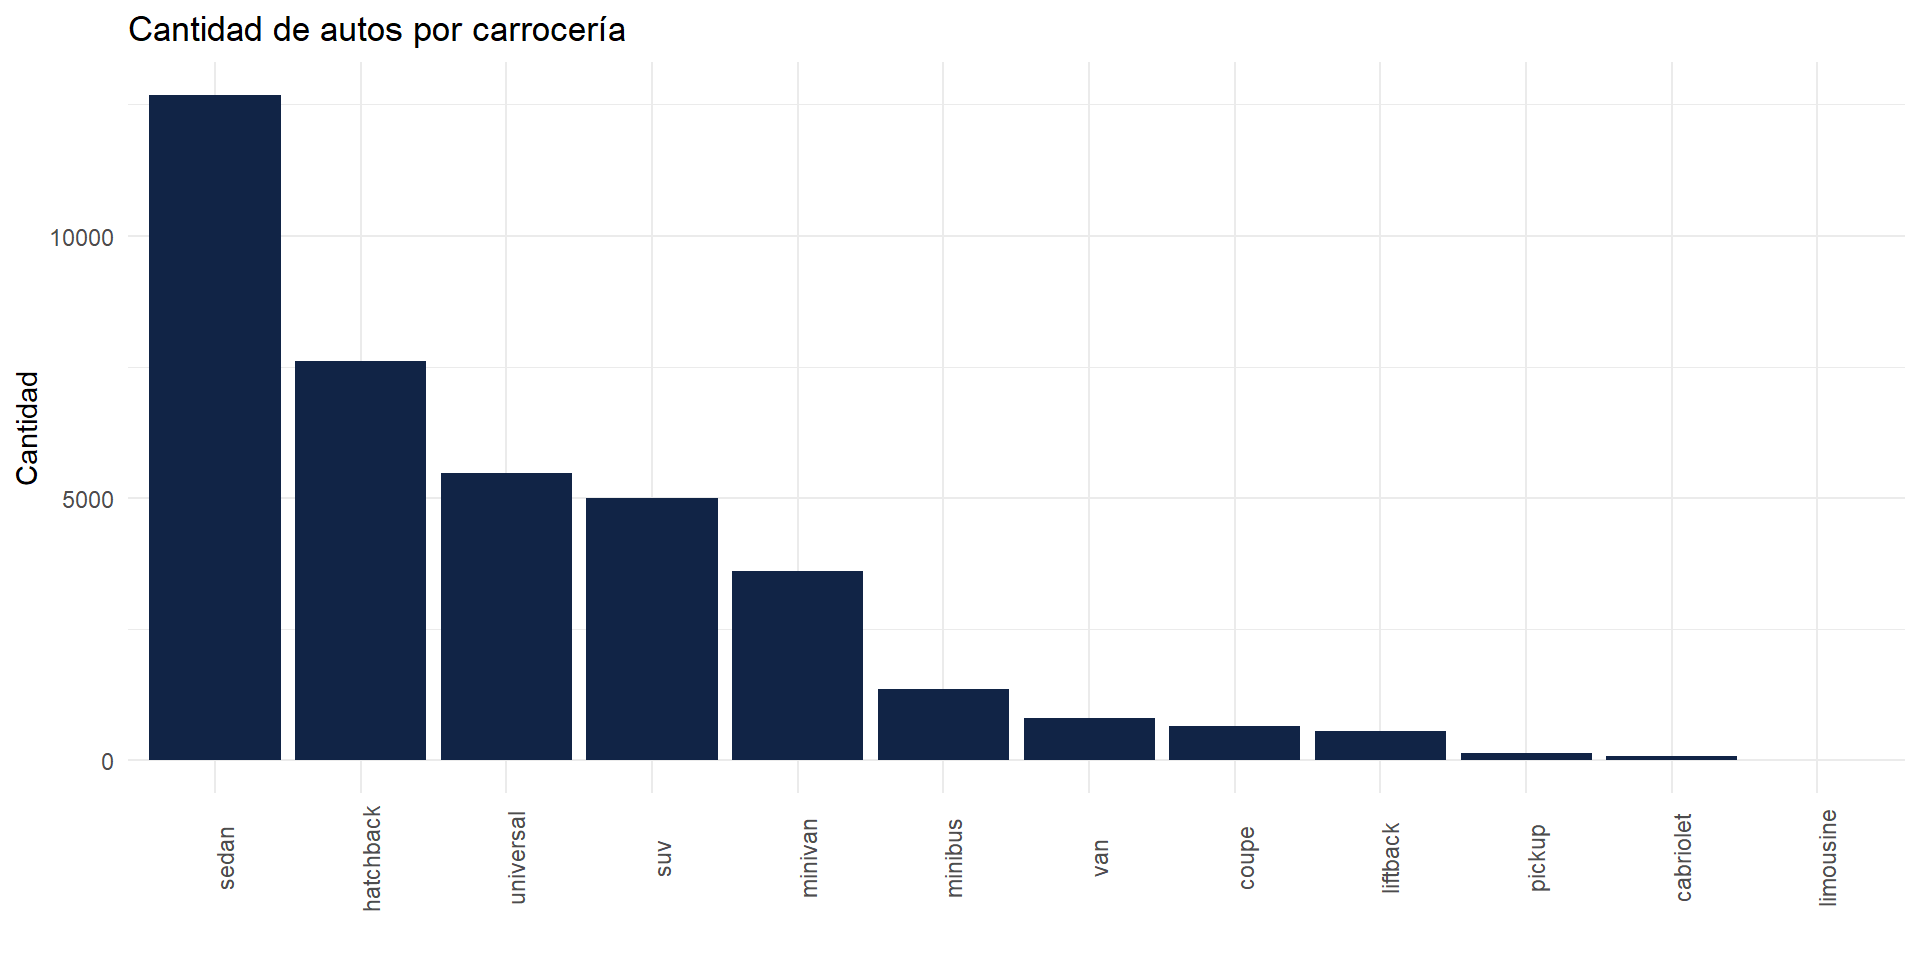 Cantidad de autos por carrocería
Cantidad
10000
5000
0
sedan
hatchback
universal
suv
minivan
minibus
van
coupe
liftback
pickup
cabriolet
limousine